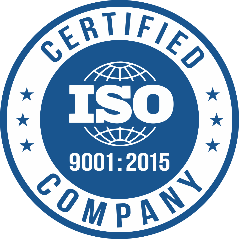 CERTIFIED
ISO
9001:2015
COMPANY